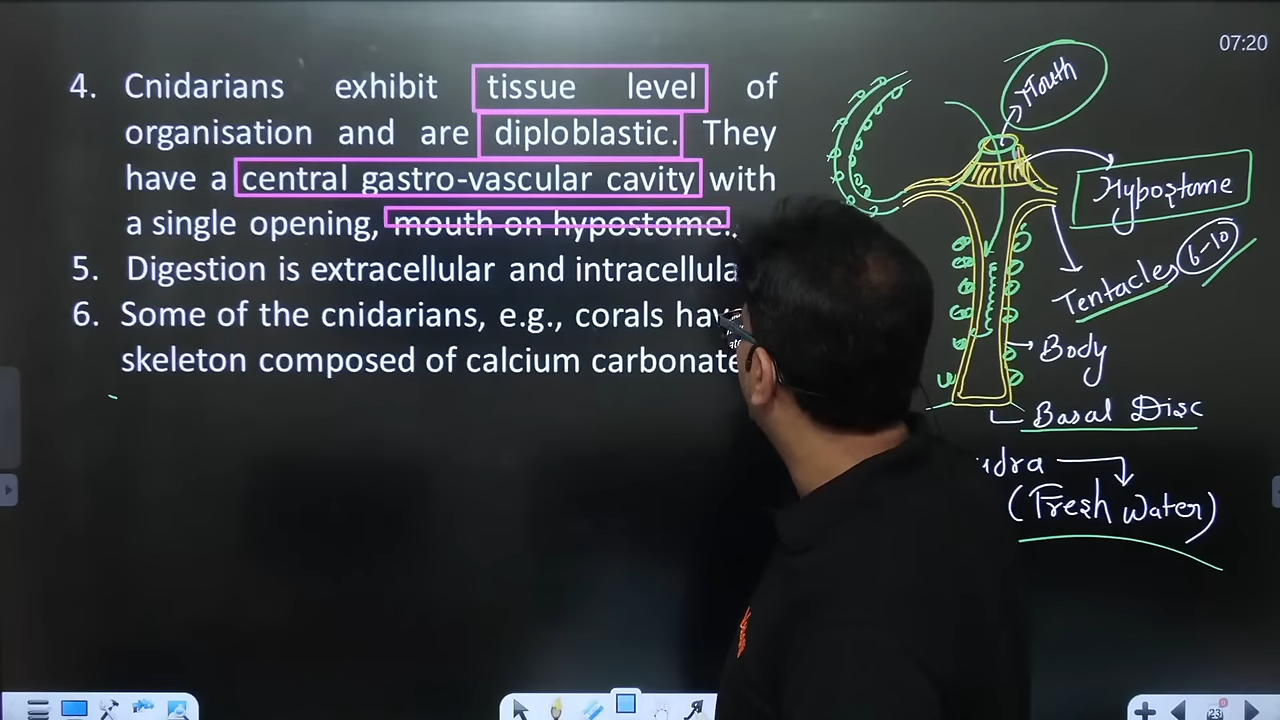 07:20
4. Cnidarians exhibit tissue level of
organisation and are diploblastic. They
have a central gastro-vascular cavity with
a single opening, mouth on hypostome.
5. Digestion is extracellular and
6. Some of the cnidarians, e.g., corals
skeleton composed of calcium carbonate
Mouth
Hypostome
Tentacles 6-10
Body
Basal Disc
(Fresh Water)
23